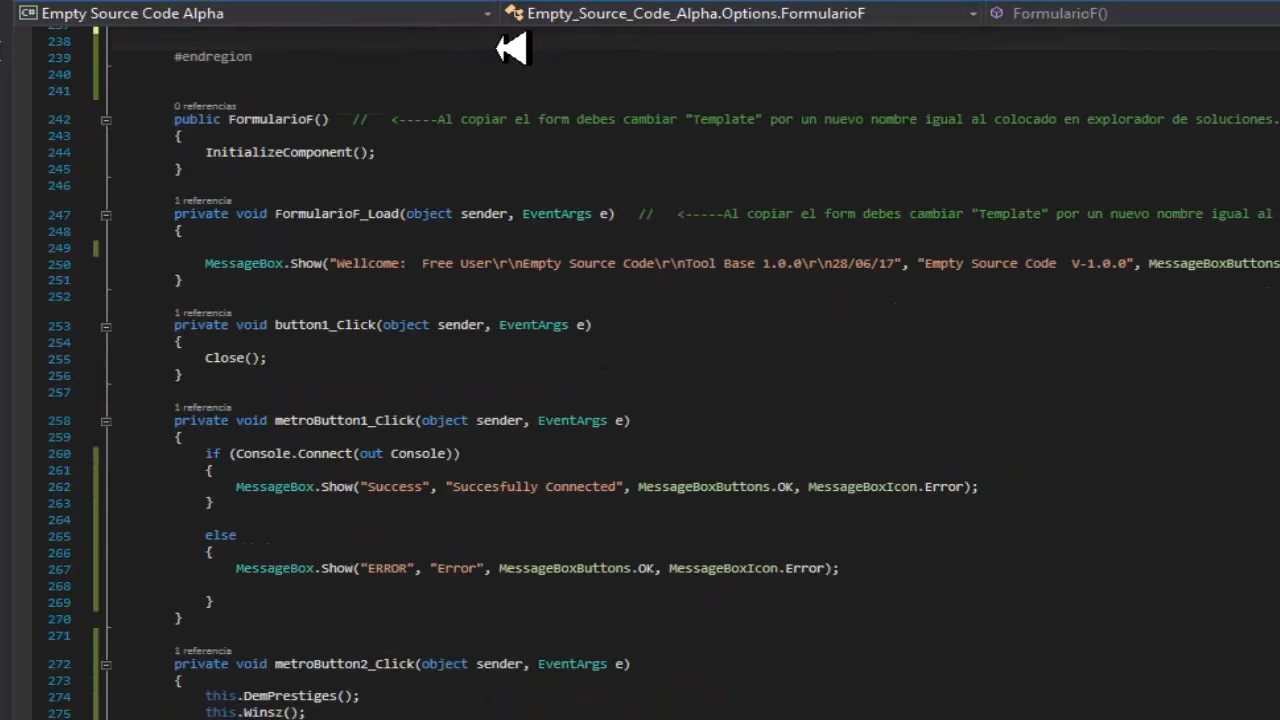 C# Empty Source Code Alpha Empty_Source_Code_Alpha.Options.FormularioF FormularioF()
237
238
239 #endregion
240
241
0 referencias
242 public FormularioF() // <-----Al copiar el form debes cambiar "Template" por un nuevo nombre igual al colocado en explorador de soluciones.
243 {
244 InitializeComponent();
245 }
246
1 referencia
247 private void FormularioF_Load(object sender, EventArgs e) // <-----Al copiar el form debes cambiar "Template" por un nuevo nombre igual al
248 {
249
250 MessageBox.Show("Wellcome: Free User\r\nEmpty Source Code\r\nTool Base 1.0.0\r\n28/06/17", "Empty Source Code V-1.0.0", MessageBoxButtons
251 }
252
1 referencia
253 private void button1_Click(object sender, EventArgs e)
254 {
255 Close();
256 }
257
1 referencia
258 private void metroButton1_Click(object sender, EventArgs e)
259 {
260 if (Console.Connect(out Console))
261 {
262 MessageBox.Show("Success", "Succesfully Connected", MessageBoxButtons.OK, MessageBoxIcon.Error);
263 }
264
265 else
266 {
267 MessageBox.Show("ERROR", "Error", MessageBoxButtons.OK, MessageBoxIcon.Error);
268
269 }
270 }
271
1 referencia
272 private void metroButton2_Click(object sender, EventArgs e)
273 {
274 this.DemPrestiges();
275 this.Winsz();